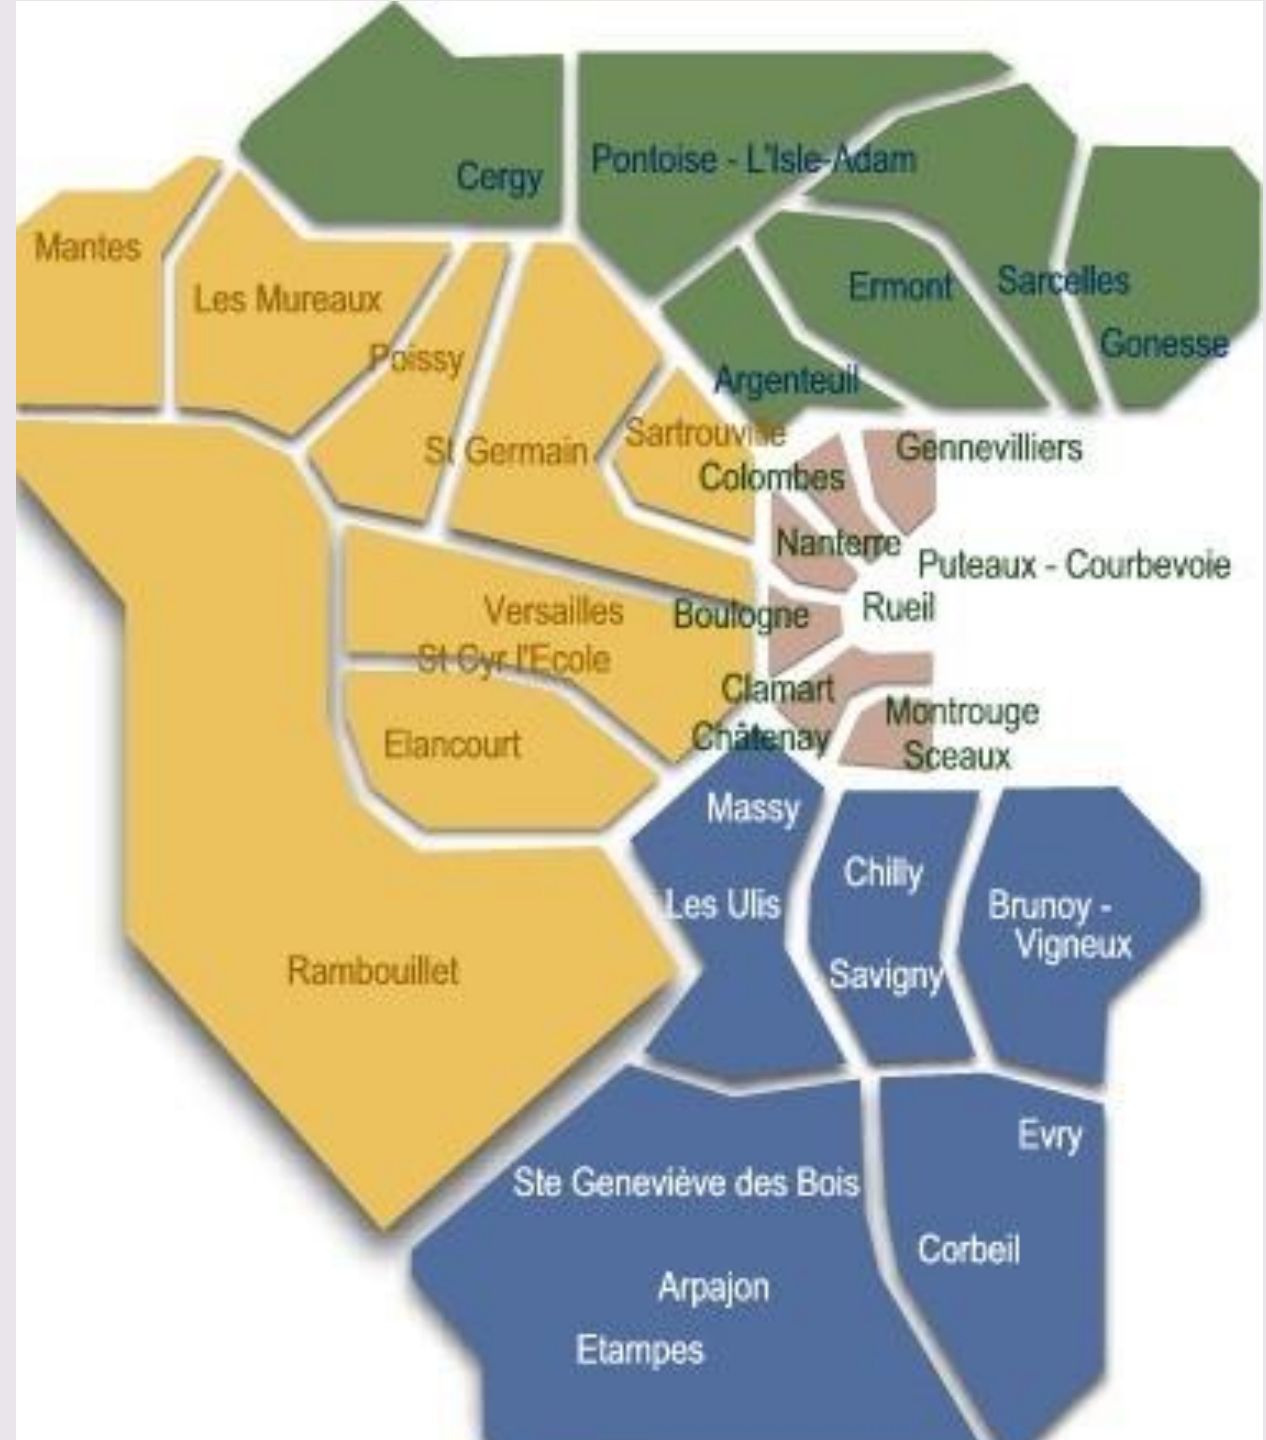 Cergy
Pontoise - L'Isle-Adam
Mantes
Les Mureaux
Ermont
Sarcelles
Gonesse
Poissy
Argenteuil
St Germain
Sartrouville
Gennevilliers
Colombes
Nanterre
Puteaux - Courbevoie
Rueil
Versailles
Boulogne
St Cyr l'Ecole
Clamart
Montrouge
Elancourt
Châtenay
Sceaux
Massy
Chilly
Les Ulis
Brunoy -
Vigneux
Rambouillet
Savigny
Evry
Ste Geneviève des Bois
Corbeil
Arpajon
Etampes